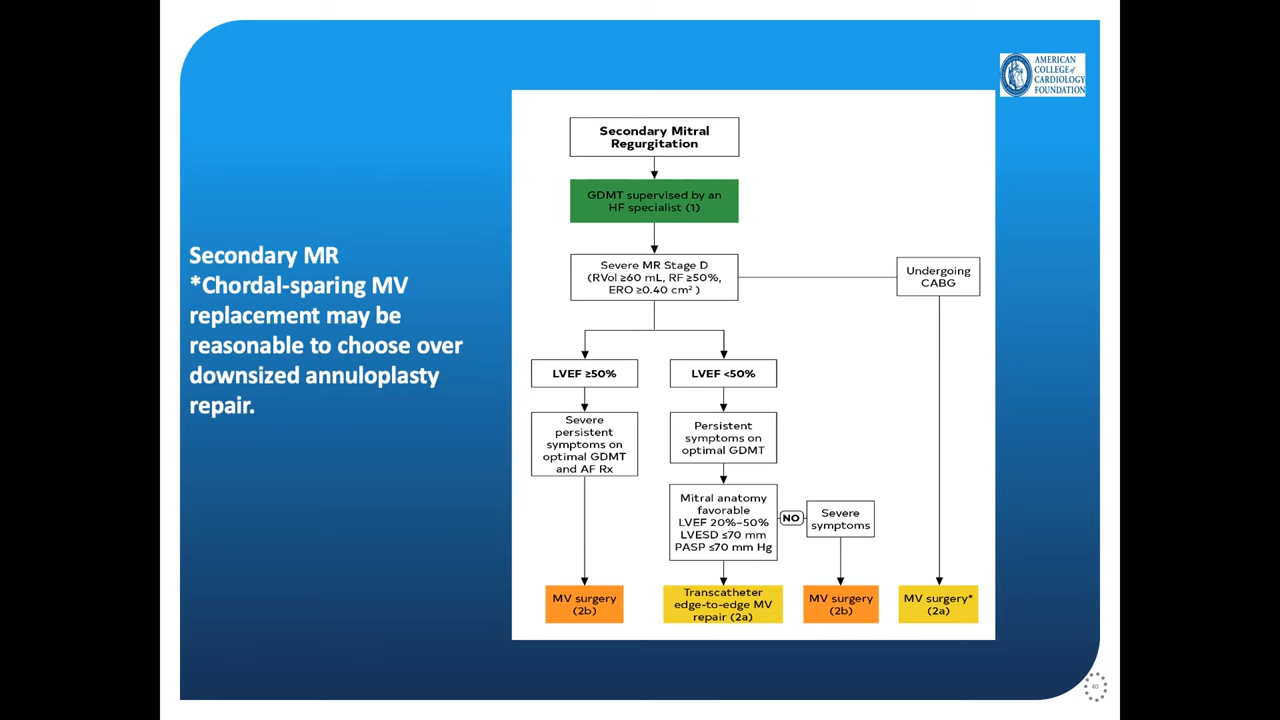 AMERICAN
COLLEGE of
CARDIOLOGY
FOUNDATION
Secondary MR
*Chordal-sparing MV
replacement may be
reasonable to choose over
downsized annuloplasty
repair.
Secondary Mitral
Regurgitation
GDMT supervised by an
HF specialist (1)
Severe MR Stage D
(RVol ≥60 mL, RF ≥50%,
ERO ≥0.40 cm² )
Undergoing
CABG
LVEF ≥50%
LVEF <50%
Severe
persistent
symptoms on
optimal GDMT
and AF Rx
Persistent
symptoms on
optimal GDMT
Mitral anatomy
favorable
LVEF 20%–50%
LVESD ≤70 mm
PASP ≤70 mm Hg
NO
Severe
symptoms
MV surgery
(2b)
Transcatheter
edge-to-edge MV
repair (2a)
MV surgery
(2b)
MV surgery*
(2a)
40